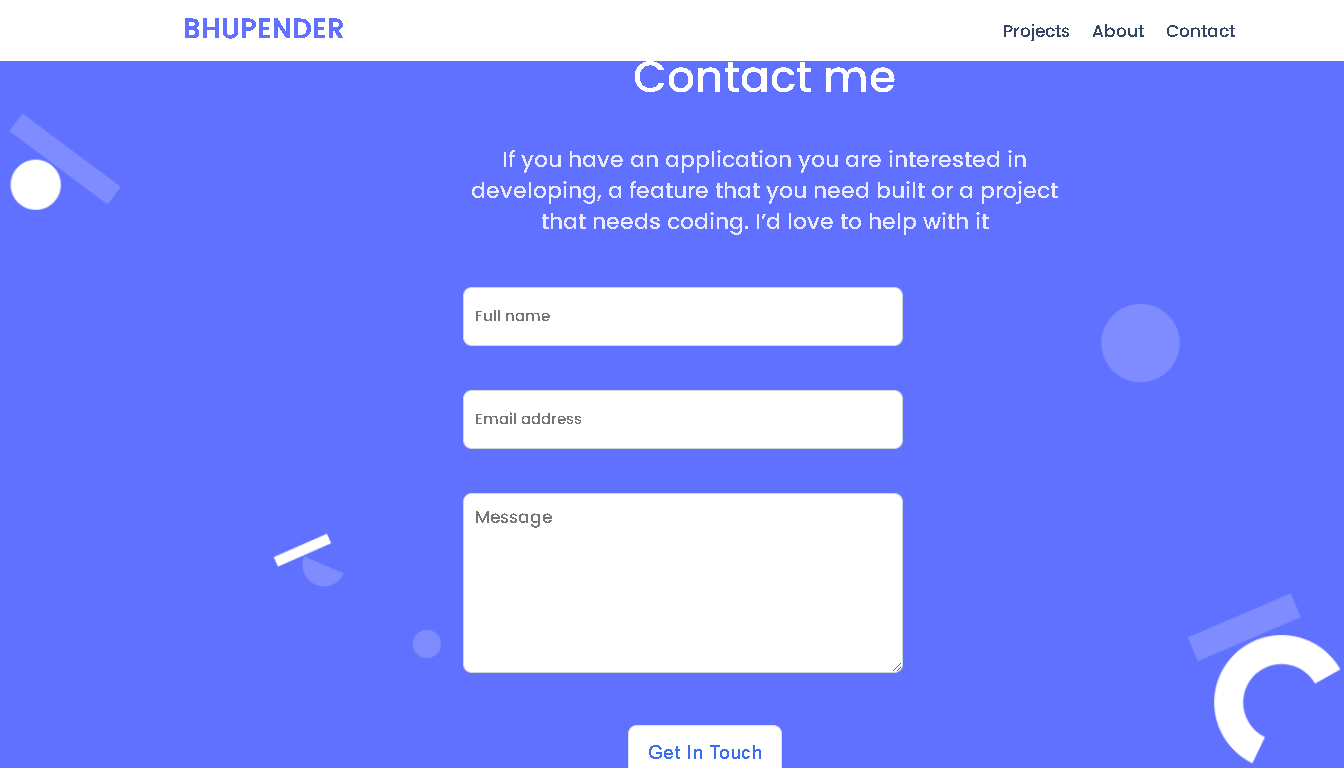 BHUPENDER
Projects About Contact
Contact me
If you have an application you are interested in
developing, a feature that you need built or a project
that needs coding. I’d love to help with it
Full name
Email address
Message
Get In Touch